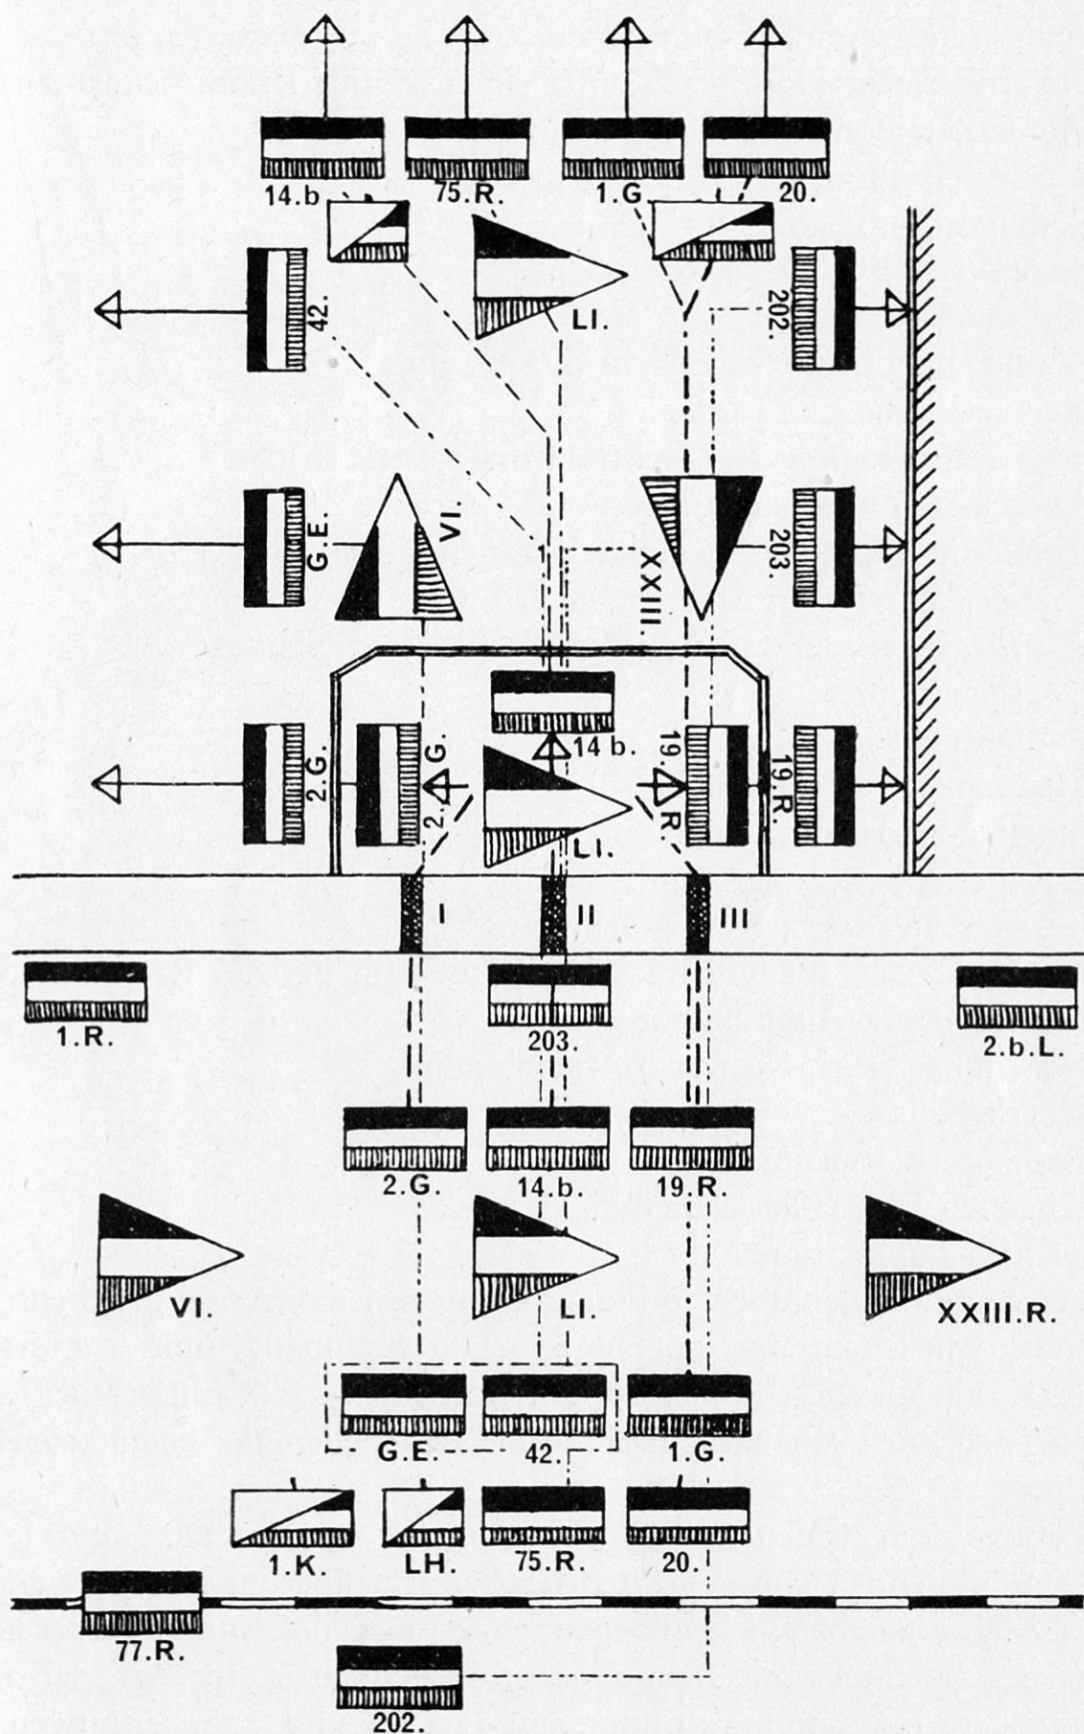 14.b 75.R. 1.G. 20.
LI.
42. 202.
G.E. VI. XXIII. 203.
2.G. 2. G. 14 b. 19. R. 19.R.
LI.
I II III
1.R. 203. 2.b.L.
2.G. 14.b. 19.R.
VI. LI. XXIII.R.
G.E. 42. 1.G.
1.K. LH. 75.R. 20.
77.R.
202.